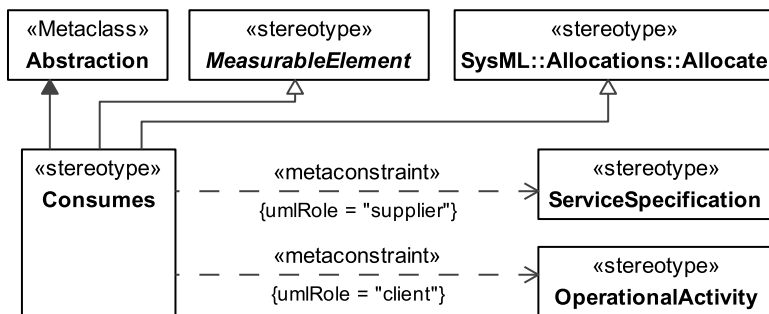 «Metaclass»
Abstraction
«stereotype»
MeasurableElement
«stereotype»
SysML::Allocations::Allocate
«stereotype»
Consumes
«metaconstraint»
{umlRole = "supplier"}
«stereotype»
ServiceSpecification
«metaconstraint»
{umlRole = "client"}
«stereotype»
OperationalActivity